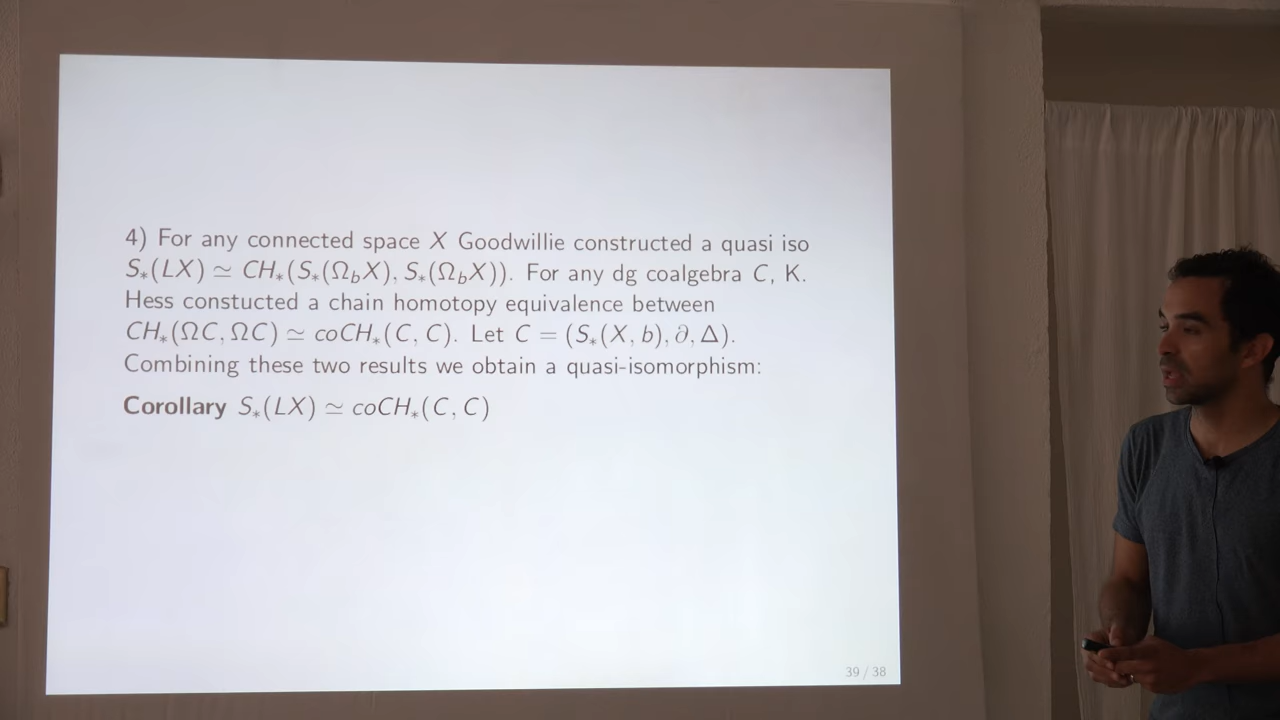 4) For any connected space X Goodwillie constructed a quasi iso
S∗(LX) ≃ CH∗(S∗(Ω_bX), S∗(Ω_bX)). For any dg coalgebra C, K.
Hess constucted a chain homotopy equivalence between
CH∗(ΩC, ΩC) ≃ coCH∗(C, C). Let C = (S∗(X, b), ∂, Δ).
Combining these two results we obtain a quasi-isomorphism:
Corollary S∗(LX) ≃ coCH∗(C, C)
39 / 38